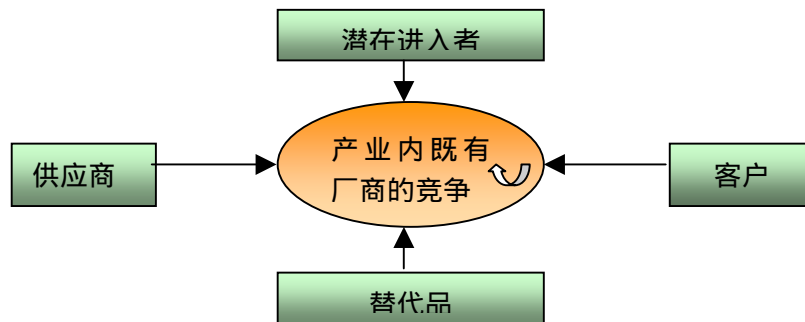 潜在进入者
产业内既有
厂商的竞争
供应商
客户
替代品